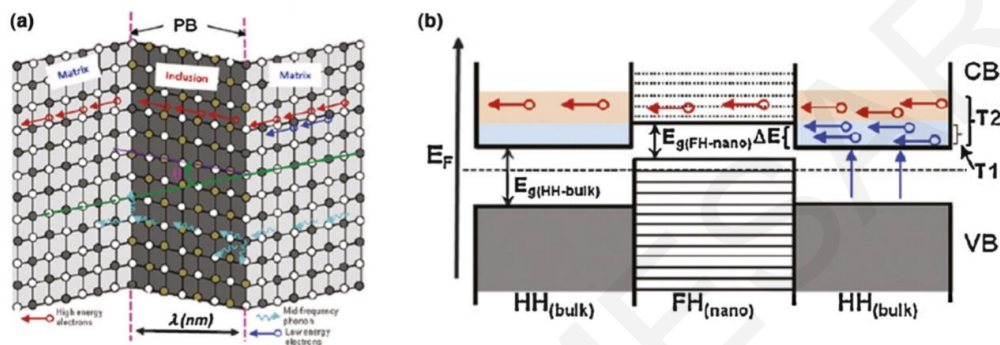 (a)
PB
Matrix
Inclusion
Matrix
θ
High energy
electrons
λ(nm)
Mid-frequency
phonon
Low energy
electrons
(b)
CB
T2
E_F
E_g(FH-nano) ΔE
T1
E_g(HH-bulk)
VB
HH(bulk)
FH(nano)
HH(bulk)